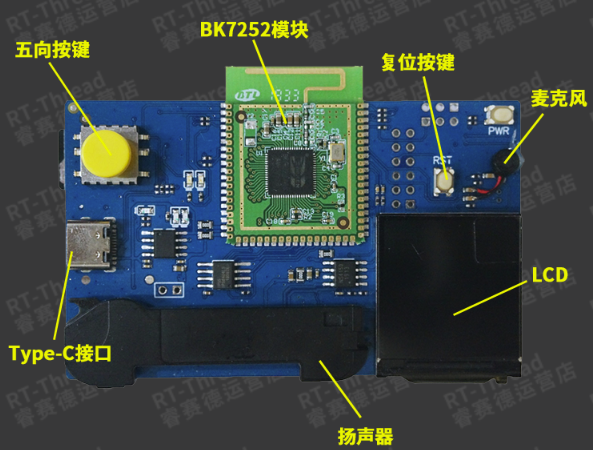 BK7252模块
五向按键
复位按键
麦克风
PWR
RST
LCD
Type-C接口
扬声器
RT-Thread
睿赛德运营店